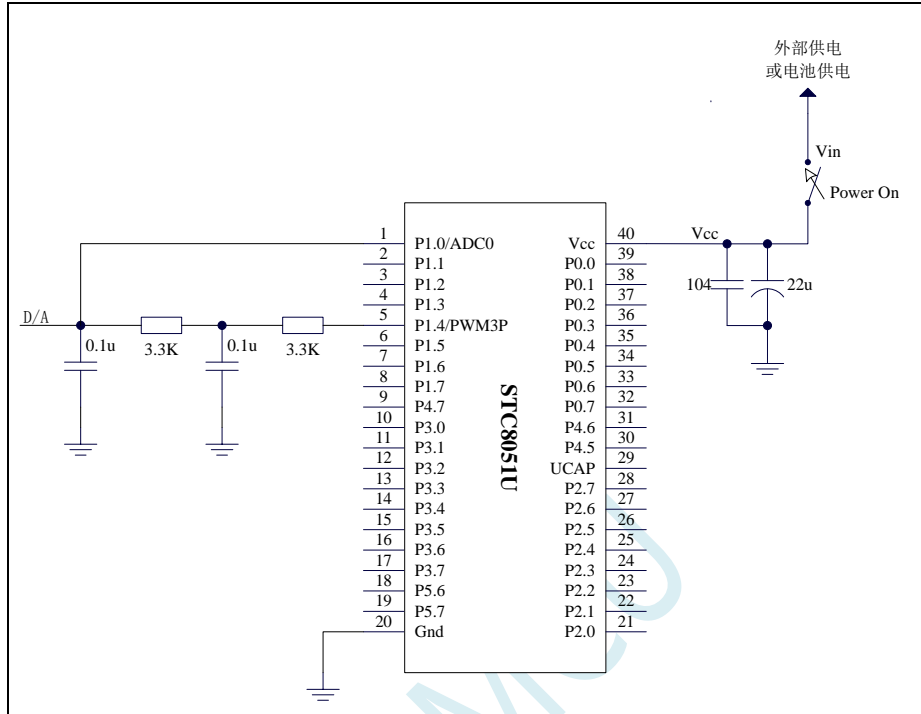 外部供电
或电池供电
Vin
Power On
1 P1.0/ADC0 Vcc 40 Vcc
2 P1.1 P0.0 39
3 P1.2 P0.1 38
104 22u
4 P1.3 P0.2 37
D/A
5 P1.4/PWM3P P0.3 36
0.1u 3.3K 0.1u 3.3K
6 P1.5 P0.4 35
7 P1.6 P0.5 34
8 P1.7 P0.6 33
9 P4.7 P0.7 32
10 P3.0 P4.6 31
11 P3.1 P4.5 30
12 P3.2 UCAP 29
13 P3.3 P2.7 28
14 P3.4 P2.6 27
15 P3.5 P2.5 26
16 P3.6 P2.4 25
17 P3.7 P2.3 24
18 P5.6 P2.2 23
19 P5.7 P2.1 22
20 Gnd P2.0 21
STC8051U
MCU